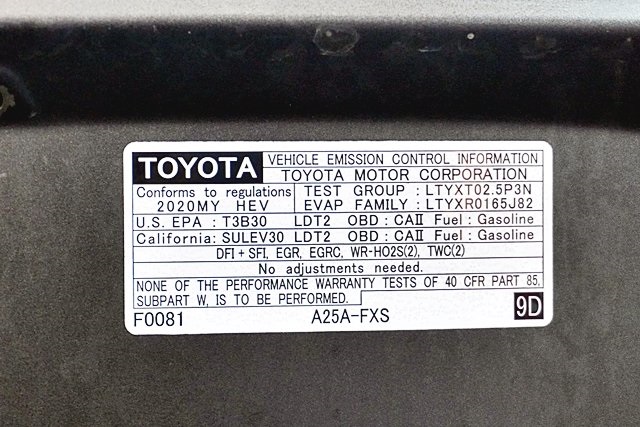 TOYOTA VEHICLE EMISSION CONTROL INFORMATION
TOYOTA MOTOR CORPORATION
Conforms to regulations TEST GROUP : LTYXT02.5P3N
2020MY HEV EVAP FAMILY : LTYXR0165J82
U.S. EPA : T3B30 LDT2 OBD : CAII Fuel : Gasoline
California: SULEV30 LDT2 OBD : CAII Fuel : Gasoline
DFI + SFI, EGR, EGRC, WR-HO2S(2), TWC(2)
No adjustments needed.
NONE OF THE PERFORMANCE WARRANTY TESTS OF 40 CFR PART 85.
SUBPART W, IS TO BE PERFORMED.
F0081 A25A-FXS 9D